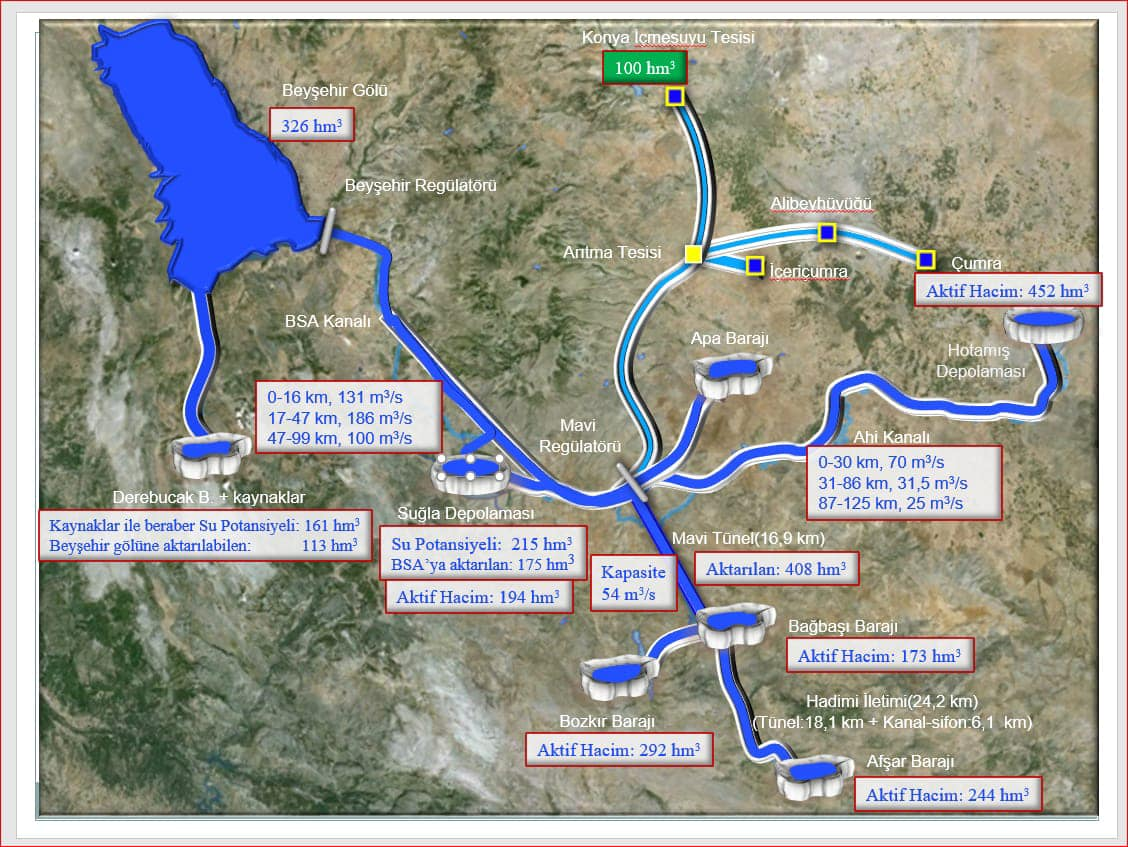 Konya İçmesuyu Tesisi
100 hm³
Beyşehir Gölü
326 hm³
Beyşehir Regülatörü
Alibeyhüyüğü
Arıtma Tesisi
İçeriçumra
Çumra
Aktif Hacim: 452 hm³
BSA Kanalı
Apa Barajı
Hotamış
Depolaması
0-16 km, 131 m³/s
17-47 km, 186 m³/s
47-99 km, 100 m³/s
Mavi
Regülatörü
Ahi Kanalı
0-30 km, 70 m³/s
31-86 km, 31,5 m³/s
87-125 km, 25 m³/s
Derebucak B. + kaynaklar
Kaynaklar ile beraber Su Potansiyeli: 161 hm³
Beyşehir gölüne aktarılabilen: 113 hm³
Suğla Depolaması
Su Potansiyeli: 215 hm³
BSA’ya aktarılan: 175 hm³
Aktif Hacim: 194 hm³
Mavi Tünel(16,9 km)
Kapasite
54 m³/s
Aktarılan: 408 hm³
Bağbaşı Barajı
Aktif Hacim: 173 hm³
Hadimi İletimi(24,2 km)
(Tünel:18,1 km + Kanal-sifon:6,1 km)
Bozkır Barajı
Aktif Hacim: 292 hm³
Afşar Barajı
Aktif Hacim: 244 hm³